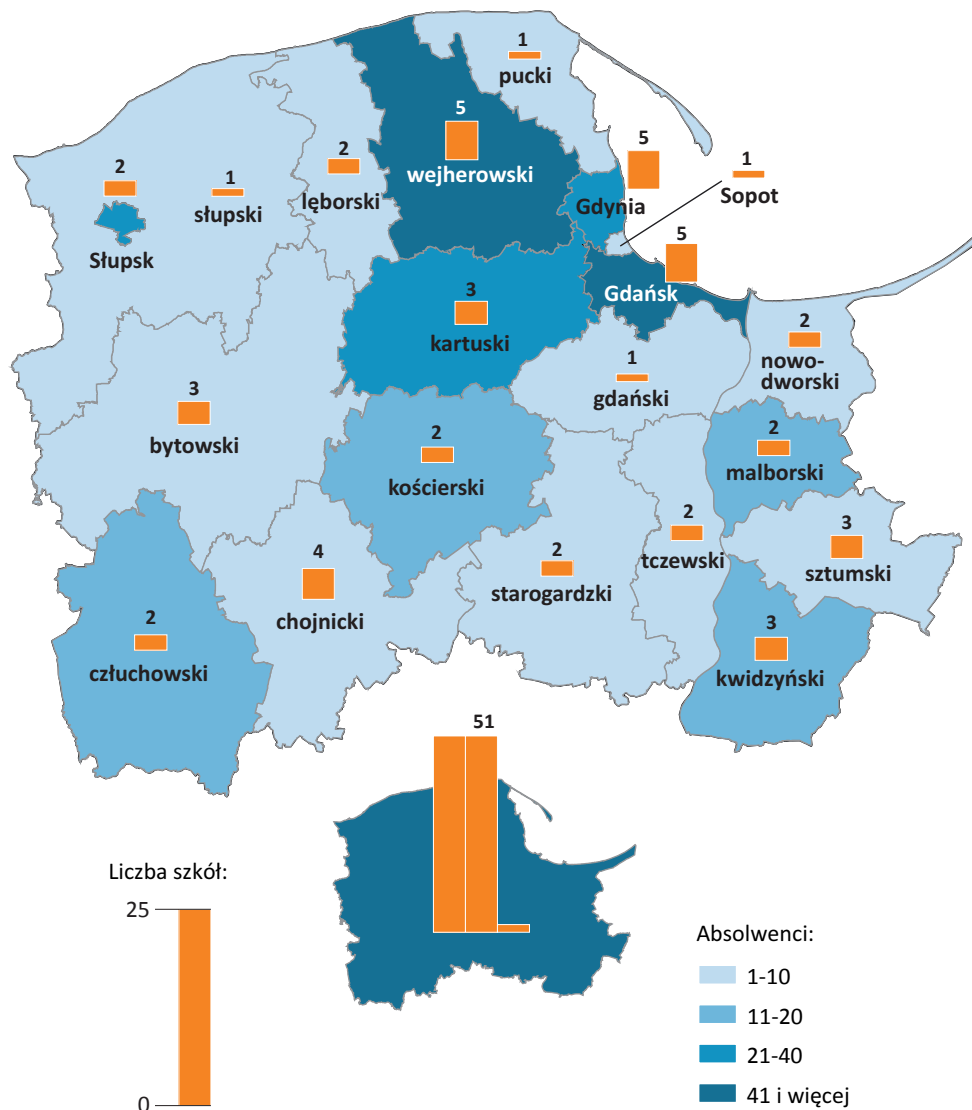 1
pucki
5
wejherowski
2
lęborski
1
słupski
2
Słupsk
5
Gdynia
1
Sopot
5
Gdańsk
3
kartuski
1
gdański
2
nowo-
dworski
3
bytowski
2
kościerski
2
malborski
2
tczewski
3
sztumski
4
chojnicki
2
starogardzki
2
człuchowski
3
kwidzyński
51
Liczba szkół:
25
0
Absolwenci:
1-10
11-20
21-40
41 i więcej